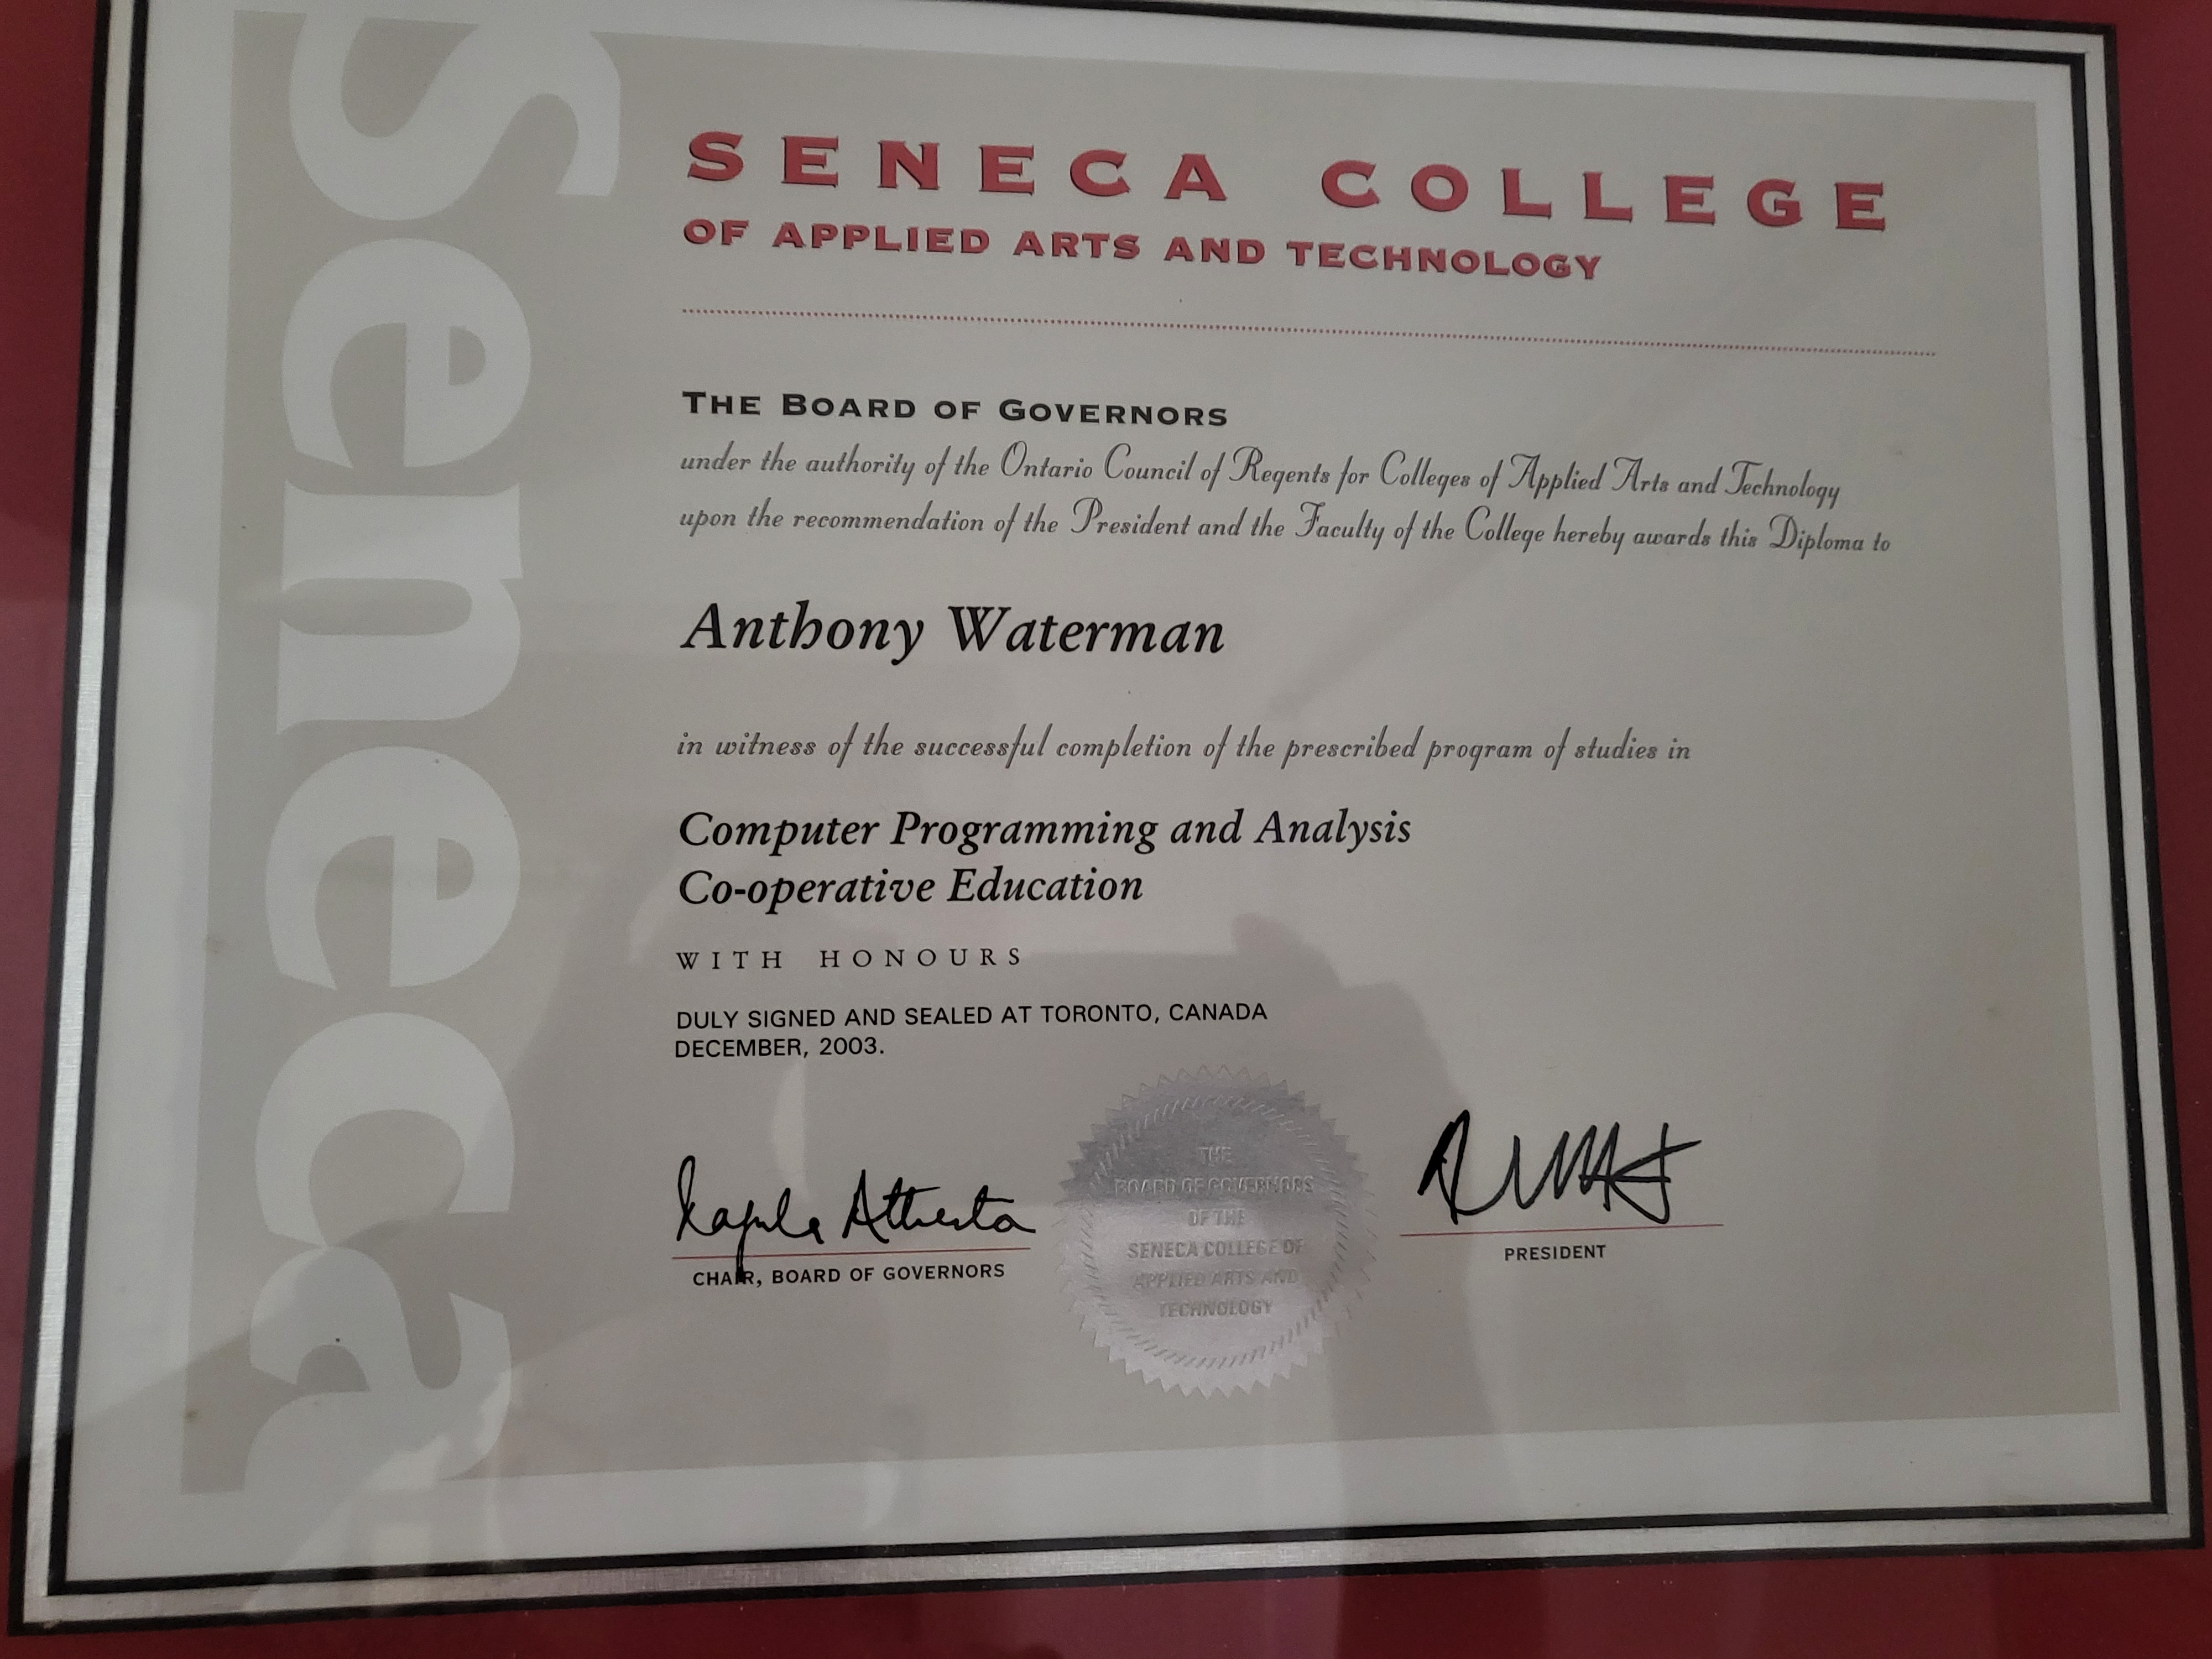 Seneca
SENECA COLLEGE
OF APPLIED ARTS AND TECHNOLOGY
THE BOARD OF GOVERNORS
under the authority of the Ontario Council of Regents for Colleges of Applied Arts and Technology
upon the recommendation of the President and the Faculty of the College hereby awards this Diploma to
Anthony Waterman
in witness of the successful completion of the prescribed program of studies in
Computer Programming and Analysis
Co-operative Education
WITH HONOURS
DULY SIGNED AND SEALED AT TORONTO, CANADA
DECEMBER, 2003.
CHAIR, BOARD OF GOVERNORS
THE
BOARD OF GOVERNORS
OF THE
SENECA COLLEGE OF
APPLIED ARTS AND
TECHNOLOGY
PRESIDENT